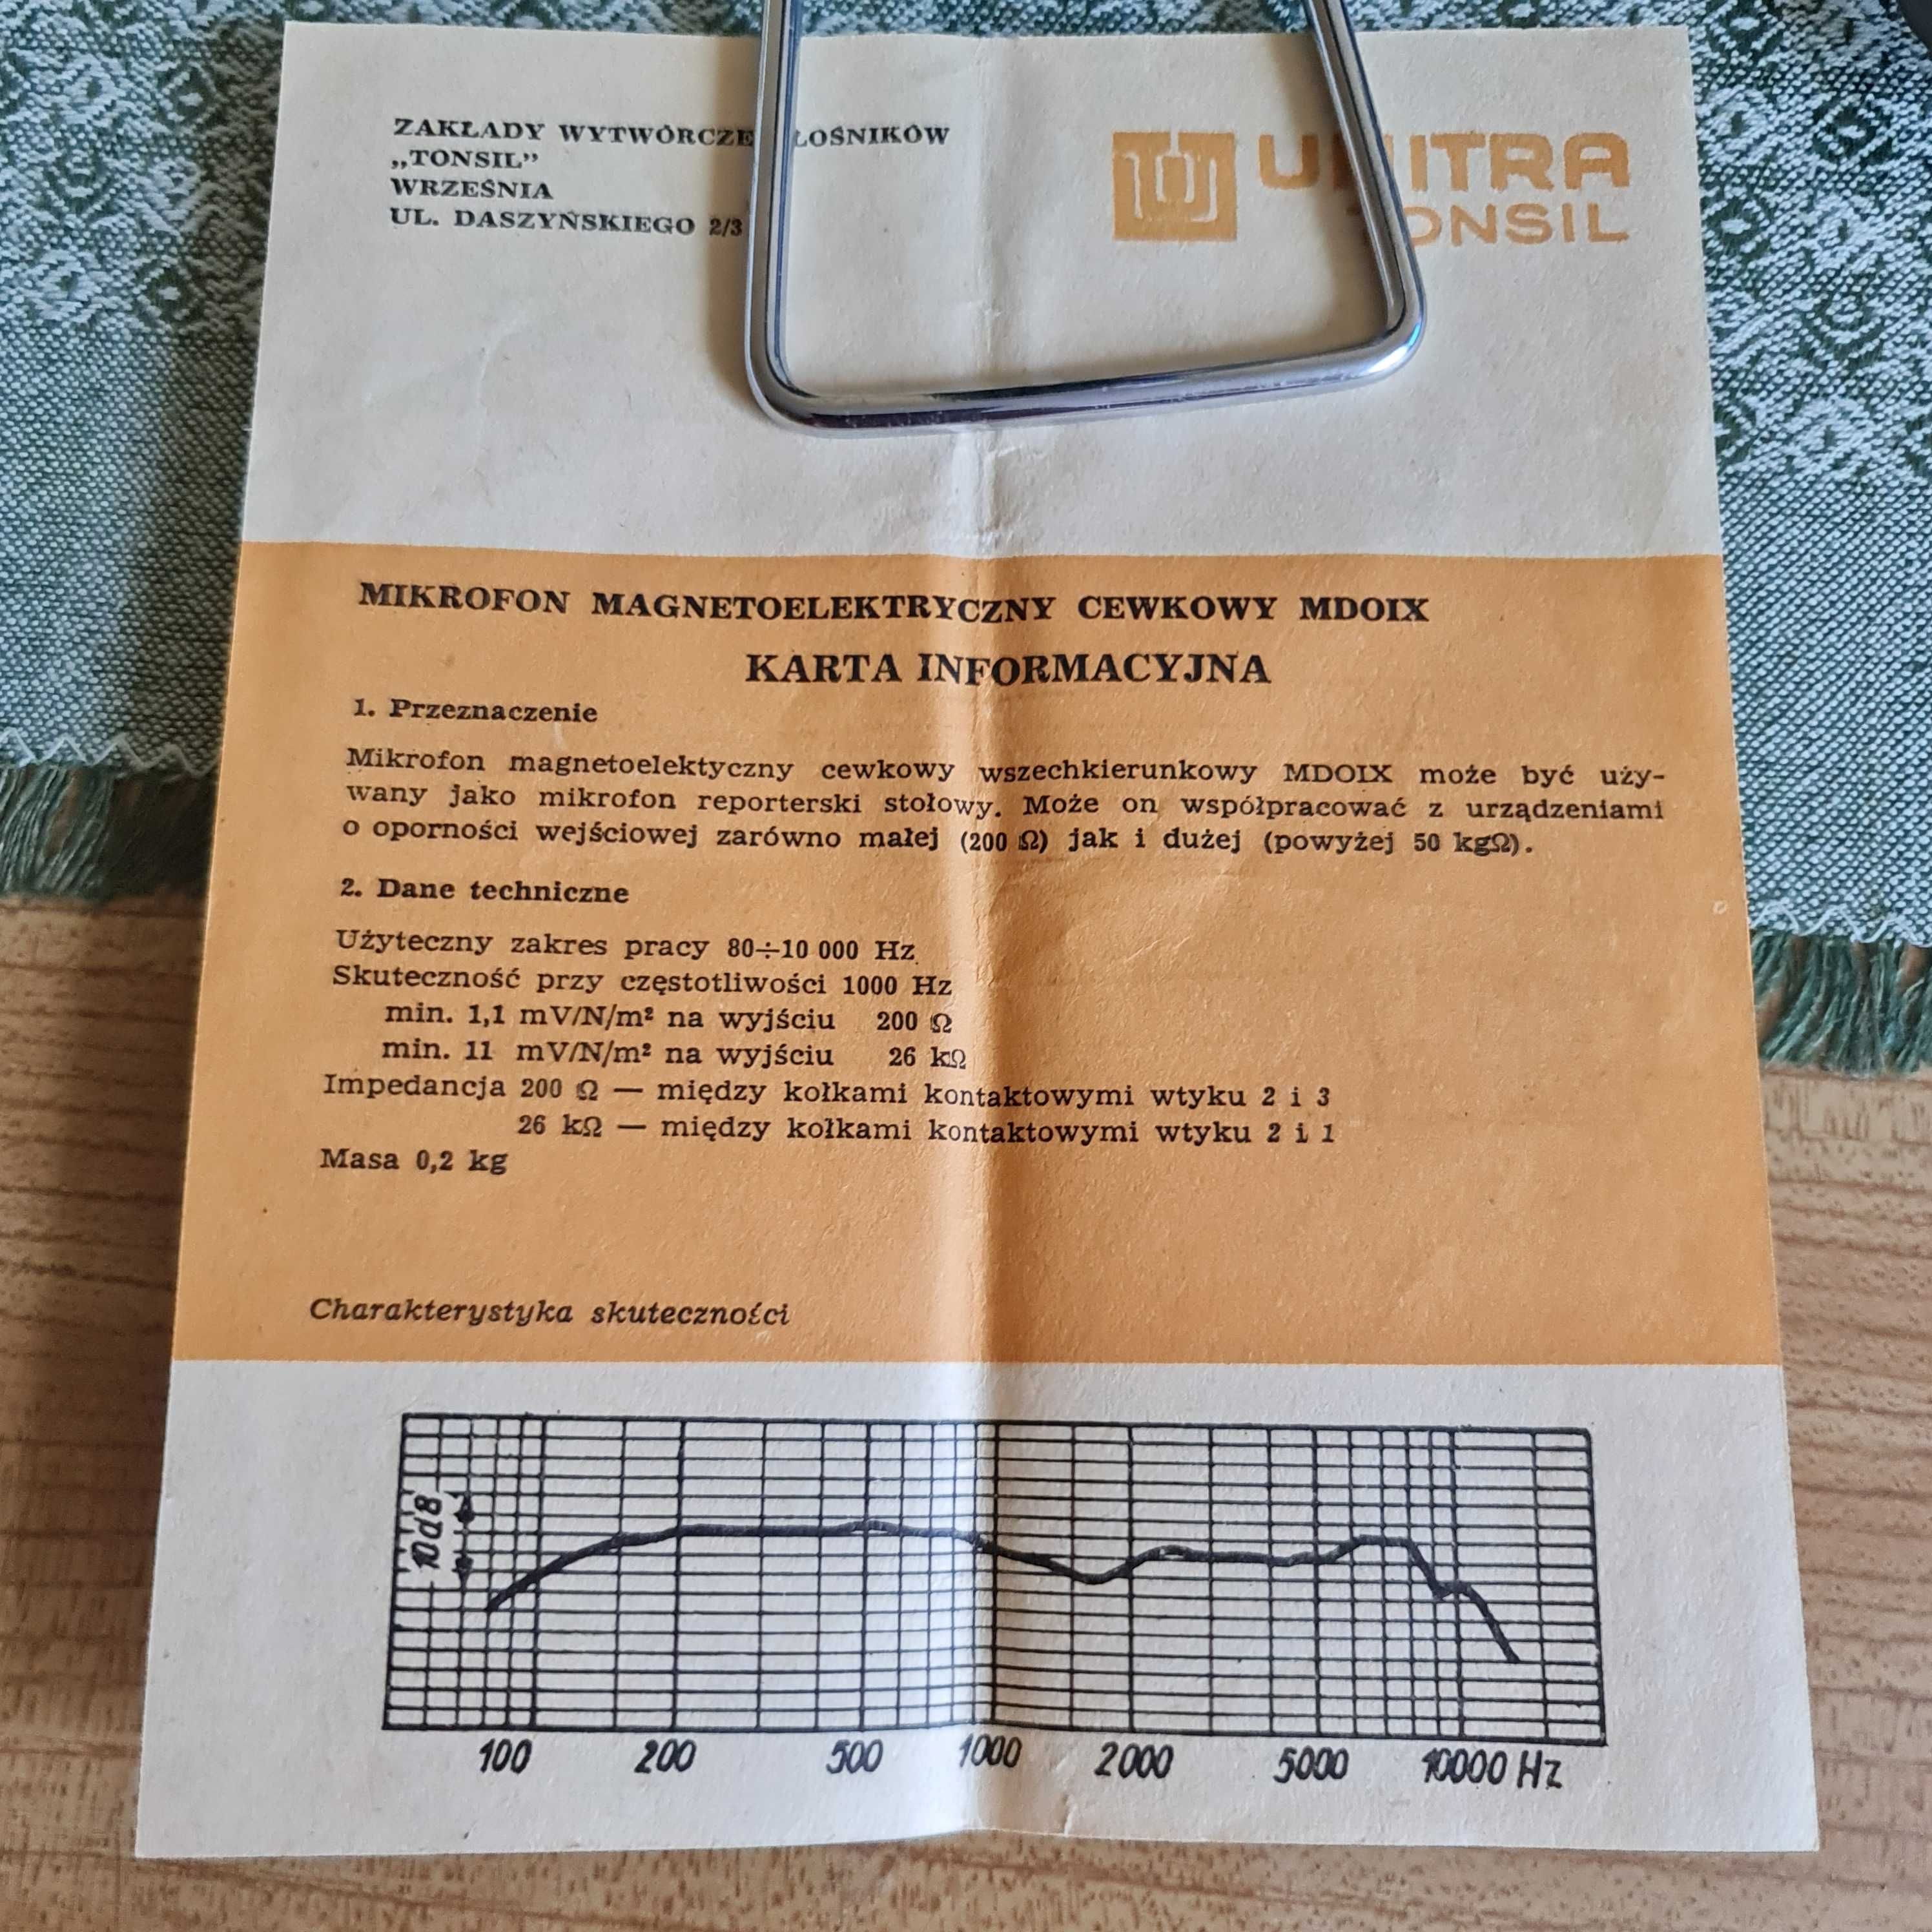 ZAKŁADY WYTWÓRCZE ŁOŚNIKÓW
„TONSIL”
WRZEŚNIA
UL. DASZYŃSKIEGO 2/3
UNITRA
TONSIL
MIKROFON MAGNETOELEKTRYCZNY CEWKOWY MDOIX
KARTA INFORMACYJNA
1. Przeznaczenie
Mikrofon magnetoelektyczny cewkowy wszechkierunkowy MDOIX może być uży-
wany jako mikrofon reporterski stołowy. Może on współpracować z urządzeniami
o oporności wejściowej zarówno małej (200 Ω) jak i dużej (powyżej 50 kgΩ).
2. Dane techniczne
Użyteczny zakres pracy 80÷10 000 Hz
Skuteczność przy częstotliwości 1000 Hz
min. 1,1 mV/N/m² na wyjściu 200 Ω
min. 11 mV/N/m² na wyjściu 26 kΩ
Impedancja 200 Ω — między kołkami kontaktowymi wtyku 2 i 3
26 kΩ — między kołkami kontaktowymi wtyku 2 i 1
Masa 0,2 kg
Charakterystyka skuteczności
10dB
100 200 500 1000 2000 5000 10000 Hz